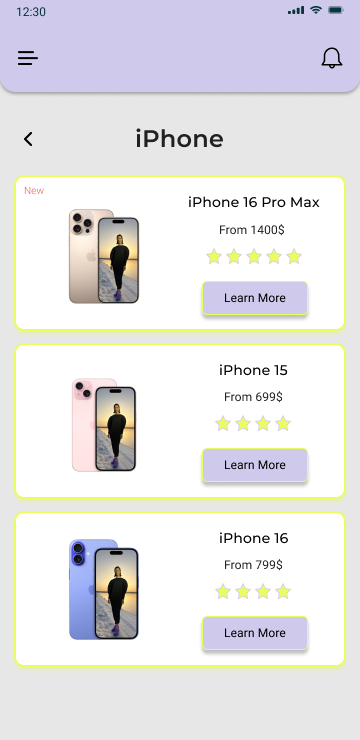 12:30
iPhone
New
iPhone 16 Pro Max
From 1400$
Learn More
iPhone 15
From 699$
Learn More
iPhone 16
From 799$
Learn More